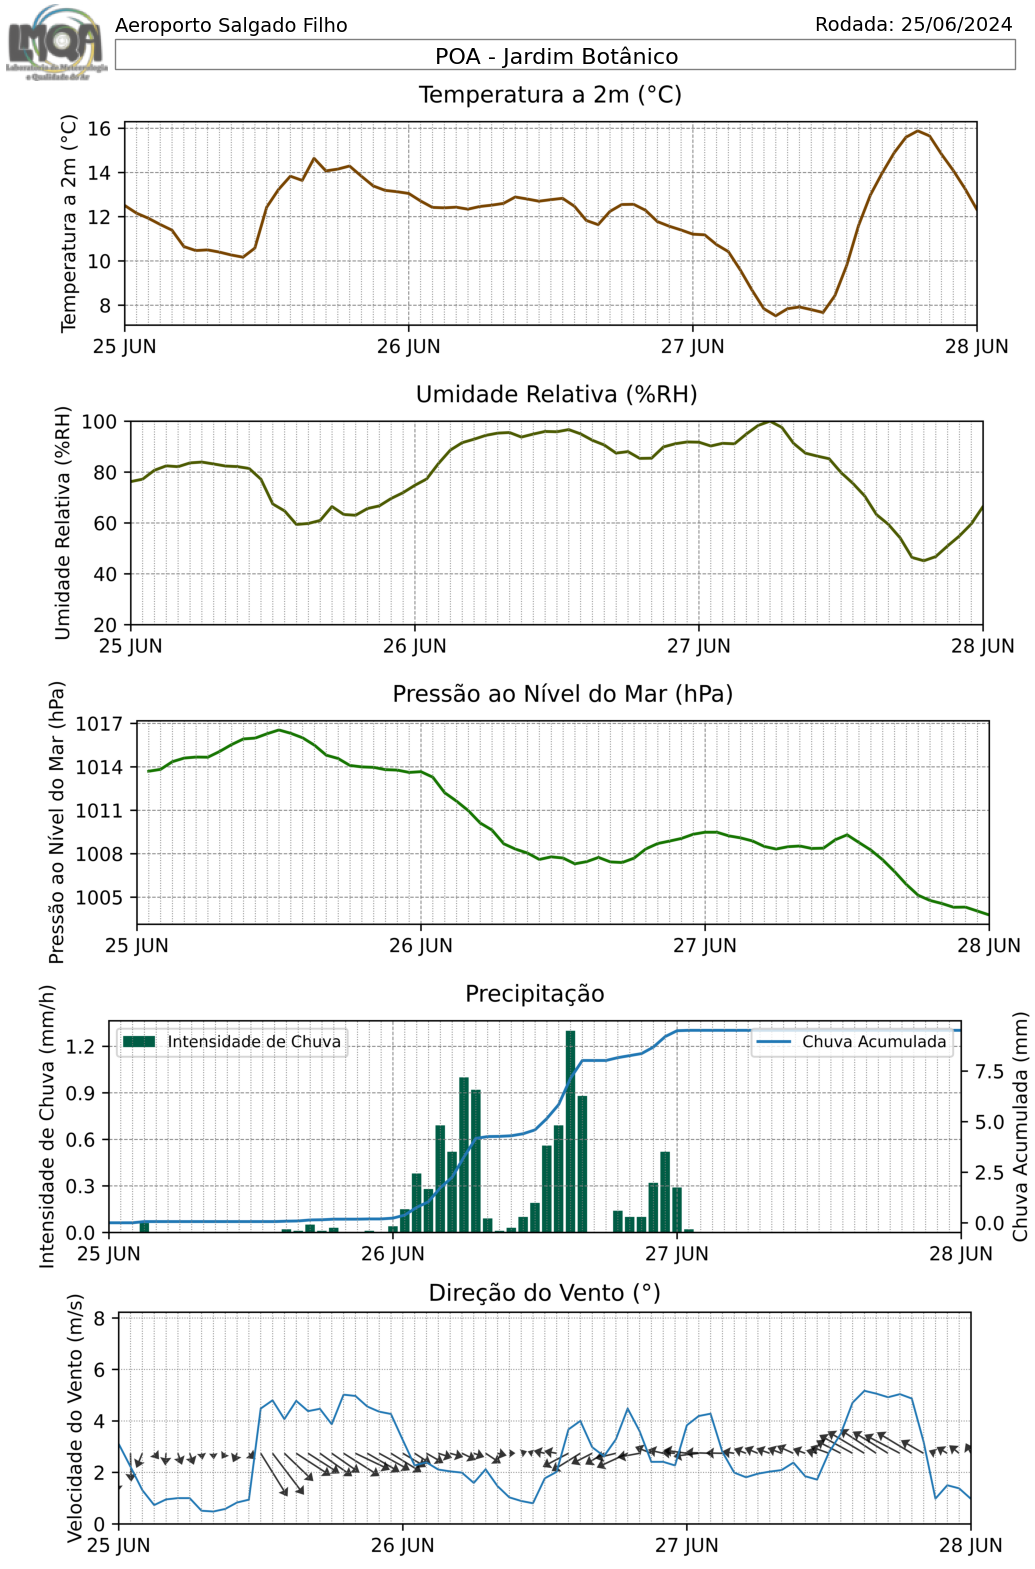 LMQA
Laboratório de Meteorologia
e Qualidade do Ar
Aeroporto Salgado Filho
Rodada: 25/06/2024
POA - Jardim Botânico
Temperatura a 2m (°C)
Temperatura a 2m (°C)
16
14
12
10
8
25 JUN 26 JUN 27 JUN 28 JUN
Umidade Relativa (%RH)
Umidade Relativa (%RH)
100
80
60
40
20
25 JUN 26 JUN 27 JUN 28 JUN
Pressão ao Nível do Mar (hPa)
Pressão ao Nível do Mar (hPa)
1017
1014
1011
1008
1005
25 JUN 26 JUN 27 JUN 28 JUN
Precipitação
Intensidade de Chuva (mm/h)
Intensidade de Chuva
Chuva Acumulada
1.2
0.9
0.6
0.3
0.0
7.5
5.0
2.5
0.0
Chuva Acumulada (mm)
25 JUN 26 JUN 27 JUN 28 JUN
Direção do Vento (°)
Velocidade do Vento (m/s)
8
6
4
2
0
25 JUN 26 JUN 27 JUN 28 JUN